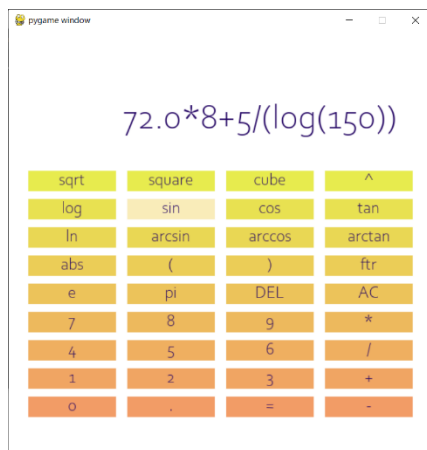 pygame window
72.0*8+5/(log(150))
sqrt square cube ^
log sin cos tan
ln arcsin arccos arctan
abs ( ) ftr
e pi DEL AC
7 8 9 *
4 5 6 /
1 2 3 +
0 . = -